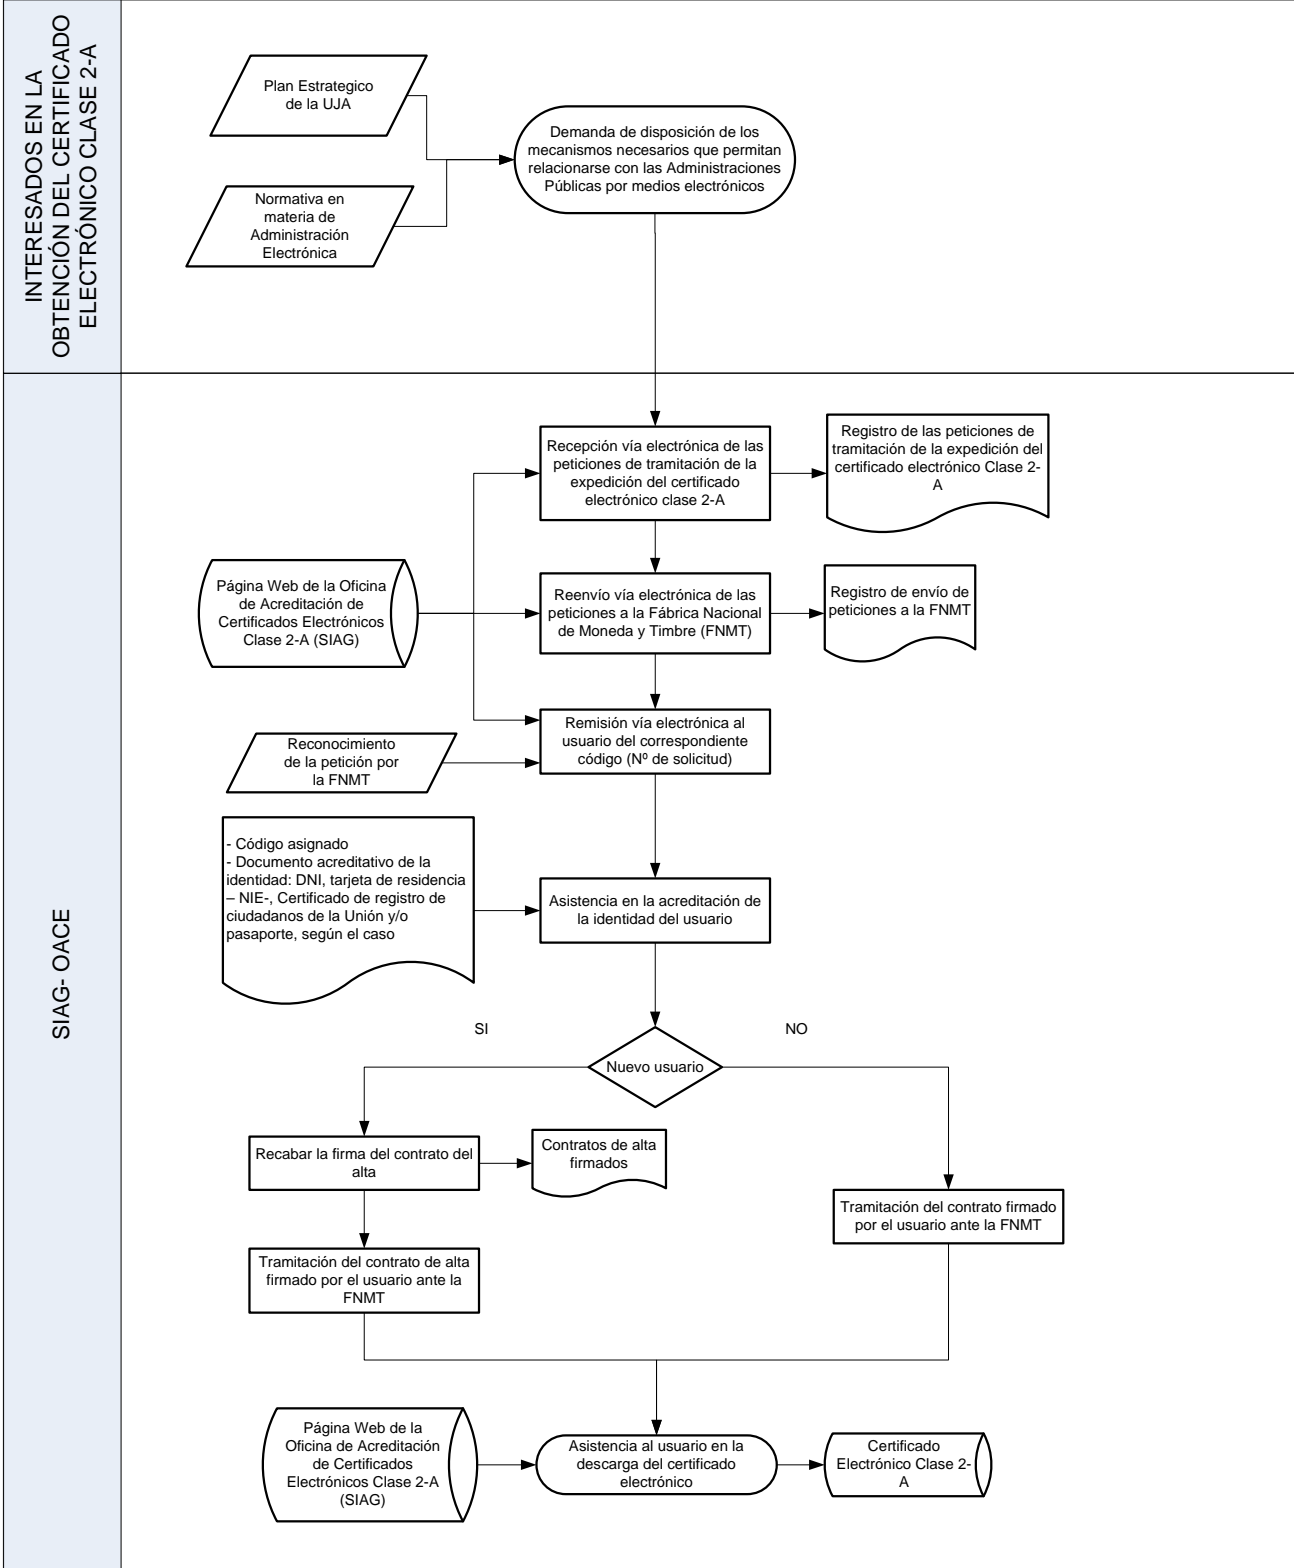 INTERESADOS EN LA
OBTENCIÓN DEL CERTIFICADO
ELECTRÓNICO CLASE 2-A
Plan Estrategico
de la UJA
Demanda de disposición de los
mecanismos necesarios que permitan
relacionarse con las Administraciones
Públicas por medios electrónicos
Normativa en
materia de
Administración
Electrónica
SIAG- OACE
Recepción vía electrónica de las
peticiones de tramitación de la
expedición del certificado
electrónico clase 2-A
Registro de las peticiones de
tramitación de la expedición del
certificado electrónico Clase 2-
A
Página Web de la Oficina
de Acreditación de
Certificados Electrónicos
Clase 2-A (SIAG)
Reenvío vía electrónica de las
peticiones a la Fábrica Nacional
de Moneda y Timbre (FNMT)
Registro de envío de
peticiones a la FNMT
Remisión vía electrónica al
usuario del correspondiente
código (Nº de solicitud)
Reconocimiento
de la petición por
la FNMT
- Código asignado
- Documento acreditativo de la
identidad: DNI, tarjeta de residencia
– NIE-, Certificado de registro de
ciudadanos de la Unión y/o
pasaporte, según el caso
Asistencia en la acreditación de
la identidad del usuario
SI
NO
Nuevo usuario
Recabar la firma del contrato del
alta
Contratos de alta
firmados
Tramitación del contrato firmado
por el usuario ante la FNMT
Tramitación del contrato de alta
firmado por el usuario ante la
FNMT
Página Web de la
Oficina de Acreditación
de Certificados
Electrónicos Clase 2-A
(SIAG)
Asistencia al usuario en la
descarga del certificado
electrónico
Certificado
Electrónico Clase 2-
A